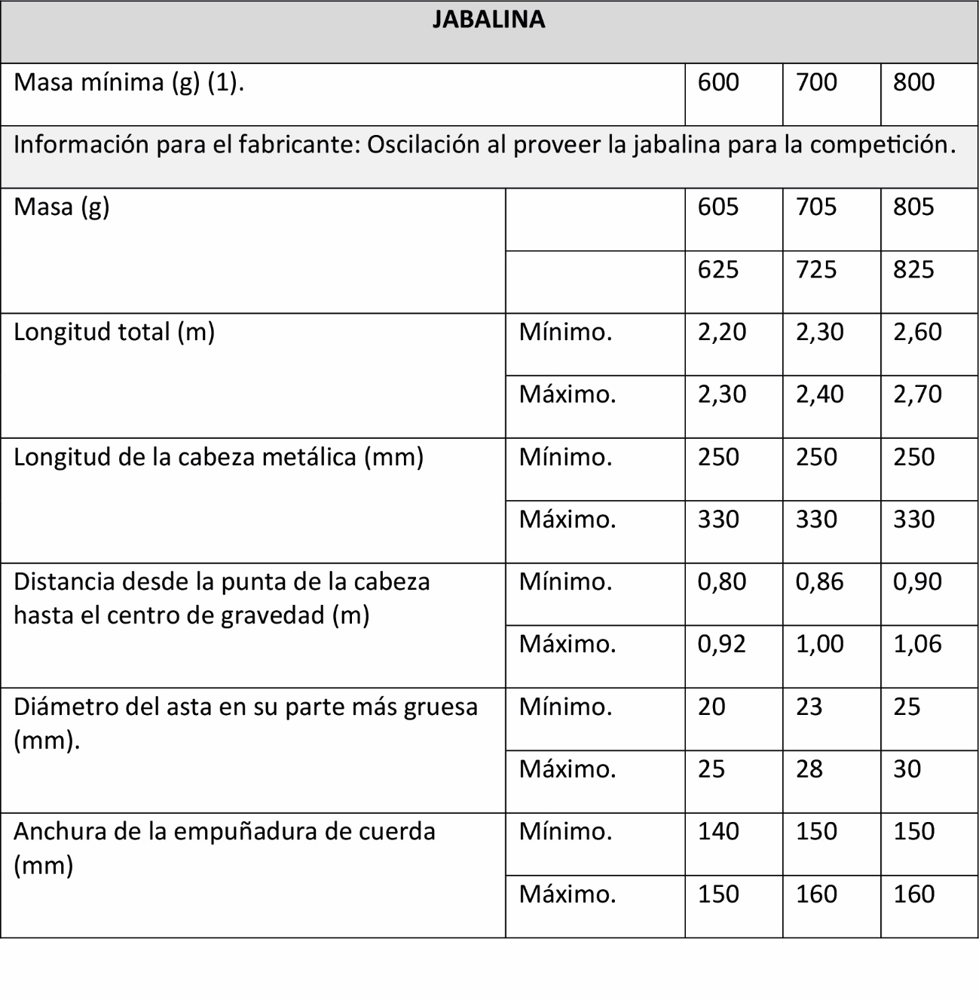 JABALINA
Masa mínima (g) (1). 600 700 800
Información para el fabricante: Oscilación al proveer la jabalina para la competición.
Masa (g) 605 705 805
625 725 825
Longitud total (m) Mínimo. 2,20 2,30 2,60
Máximo. 2,30 2,40 2,70
Longitud de la cabeza metálica (mm) Mínimo. 250 250 250
Máximo. 330 330 330
Distancia desde la punta de la cabeza Mínimo. 0,80 0,86 0,90
hasta el centro de gravedad (m)
Máximo. 0,92 1,00 1,06
Diámetro del asta en su parte más gruesa Mínimo. 20 23 25
(mm).
Máximo. 25 28 30
Anchura de la empuñadura de cuerda Mínimo. 140 150 150
(mm)
Máximo. 150 160 160